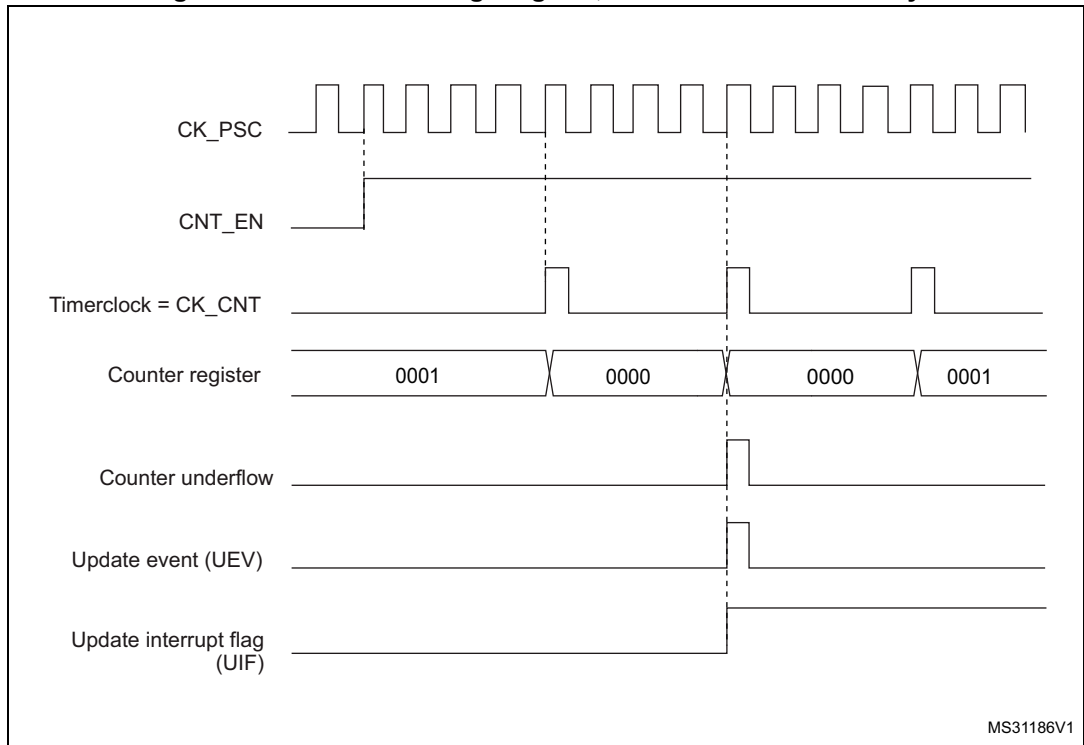 CK_PSC
CNT_EN
Timerclock = CK_CNT
Counter register 0001 0000 0000 0001
Counter underflow
Update event (UEV)
Update interrupt flag
(UIF)
MS31186V1